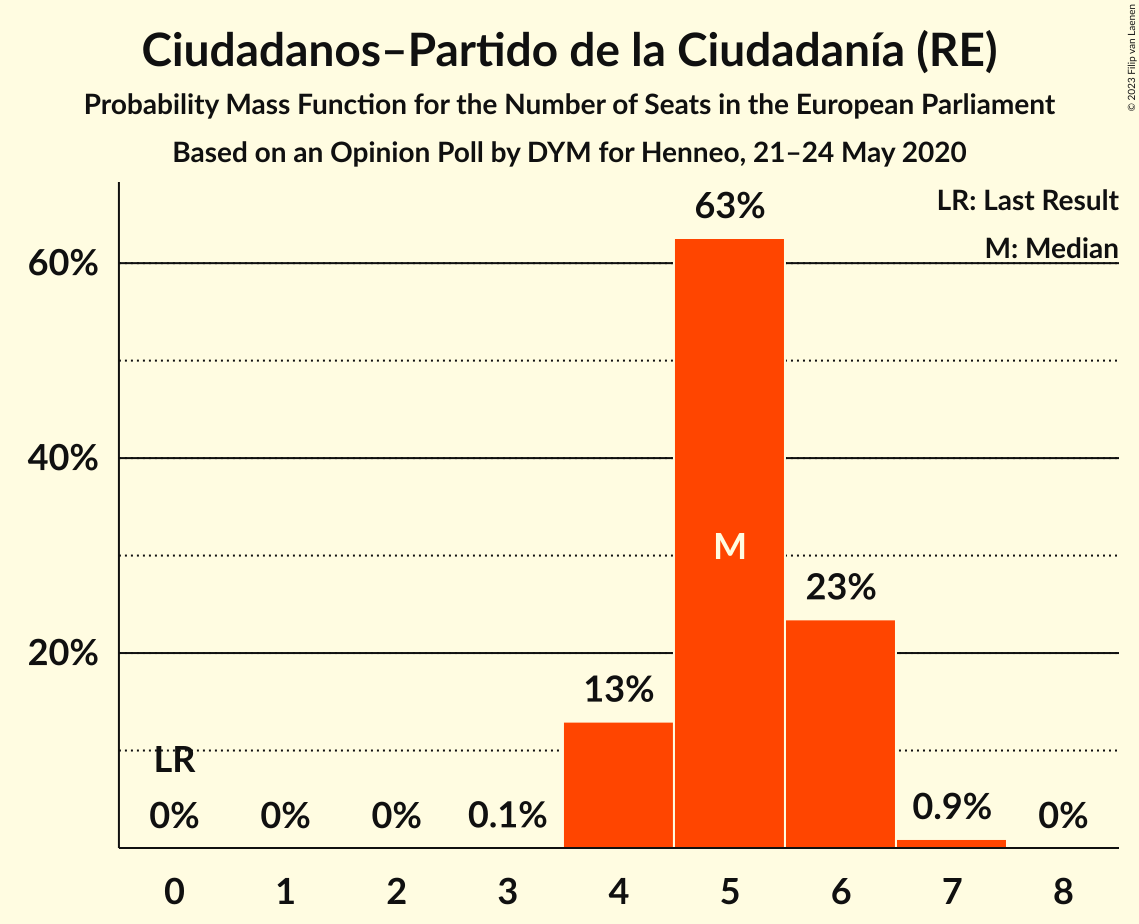 Ciudadanos–Partido de la Ciudadanía (RE)
Probability Mass Function for the Number of Seats in the European Parliament
Based on an Opinion Poll by DYM for Henneo, 21–24 May 2020
© 2023 Filip van Laenen
LR: Last Result
M: Median
60%
40%
20%
63%
M
23%
13%
LR
0%
0%
0%
0.1%
0.9%
0%
0 1 2 3 4 5 6 7 8